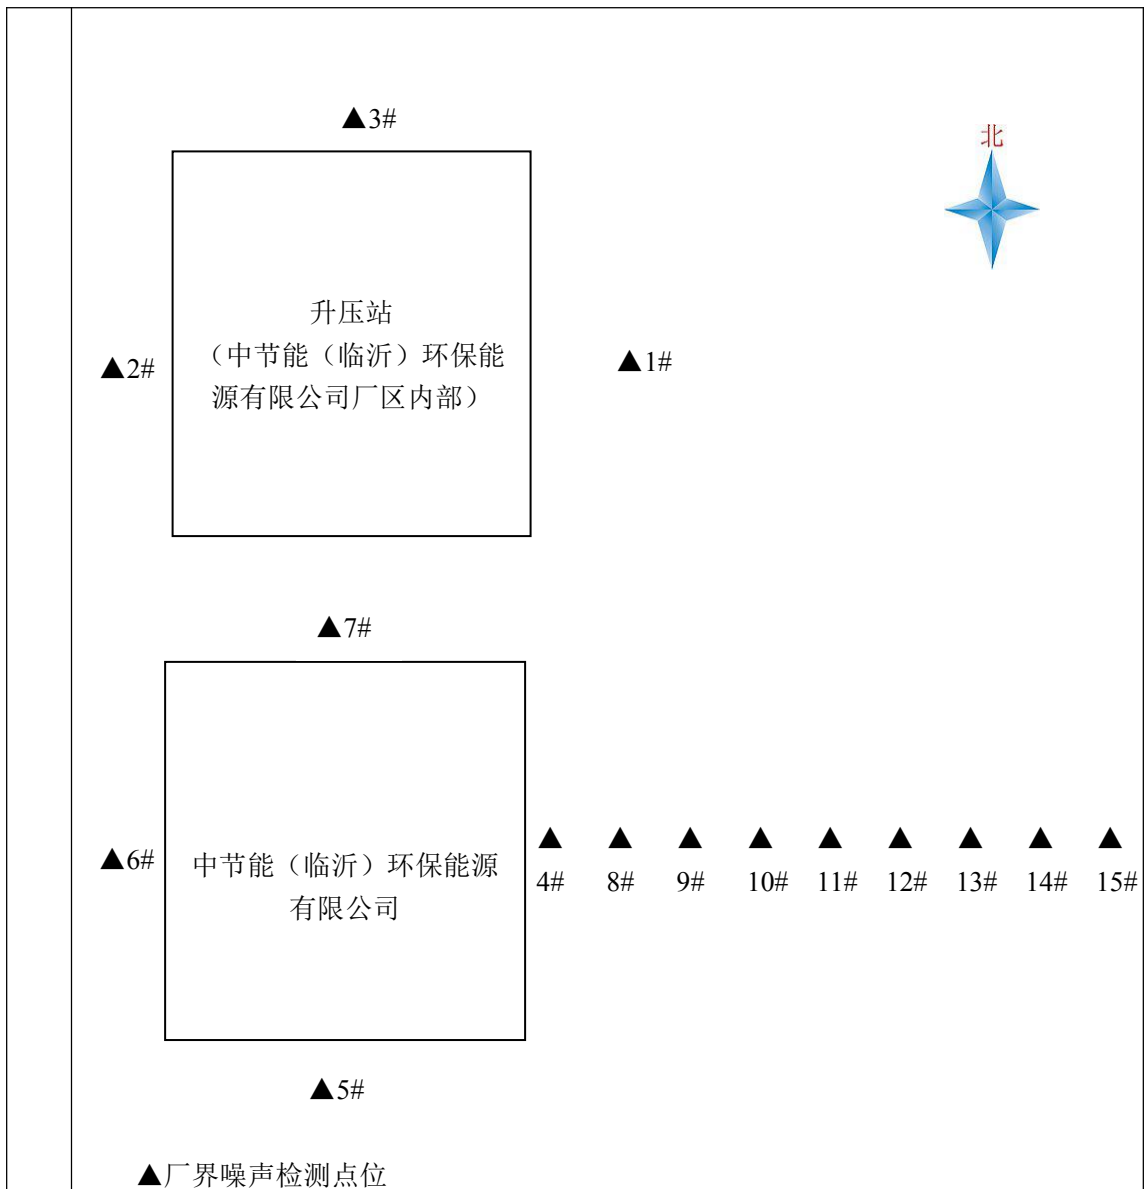 ▲3#
北
升压站
（中节能（临沂）环保能
源有限公司厂区内部）
▲2#
▲1#
▲7#
▲6#
中节能（临沂）环保能源
有限公司
▲ ▲ ▲ ▲ ▲ ▲ ▲ ▲ ▲
4# 8# 9# 10# 11# 12# 13# 14# 15#
▲5#
▲厂界噪声检测点位